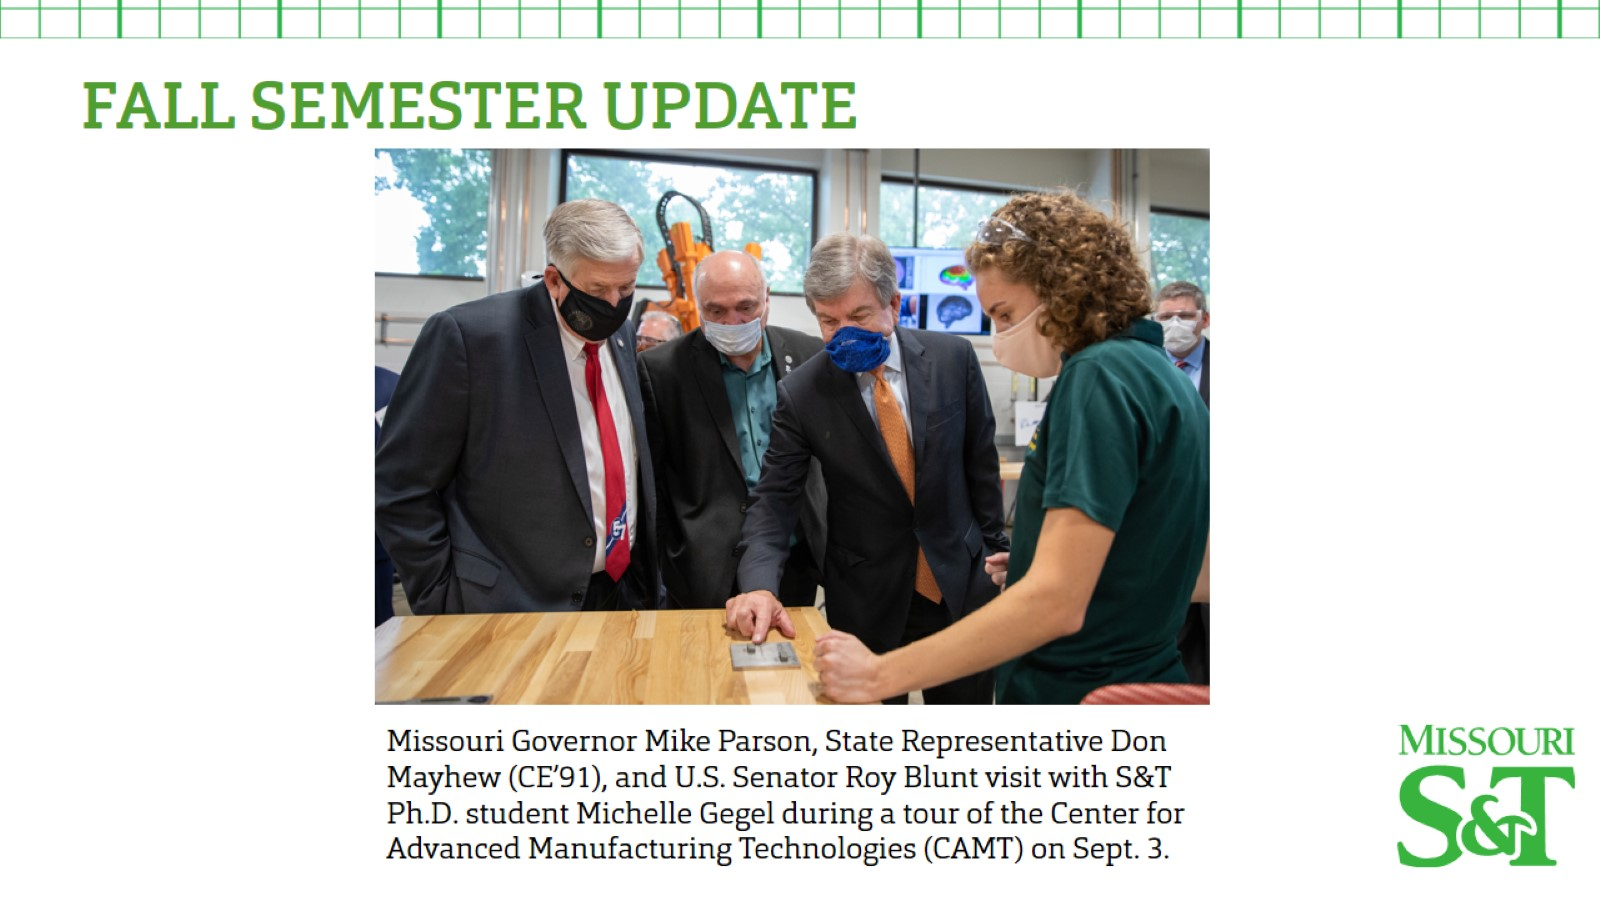 FALL SEMESTER UPDATE
Missouri Governor Mike Parson, State Representative Don
Mayhew (CE’91), and U.S. Senator Roy Blunt visit with S&T
Ph.D. student Michelle Gegel during a tour of the Center for
Advanced Manufacturing Technologies (CAMT) on Sept. 3.
MISSOURI
S&T